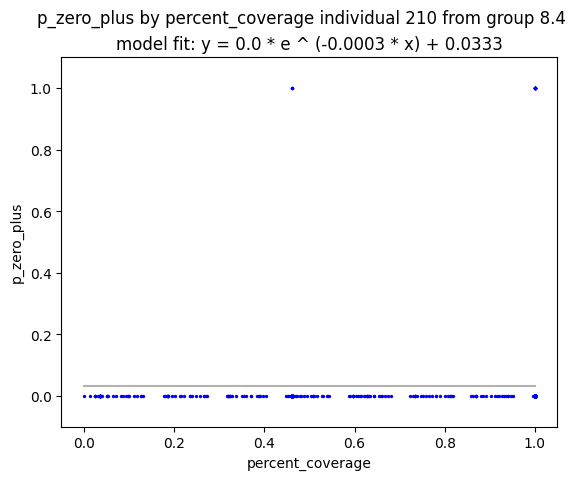 p_zero_plus by percent_coverage individual 210 from group 8.4
model fit: y = 0.0 * e ^ (-0.0003 * x) + 0.0333
1.0
0.8
0.6
0.4
0.2
0.0
p_zero_plus
0.0 0.2 0.4 0.6 0.8 1.0
percent_coverage